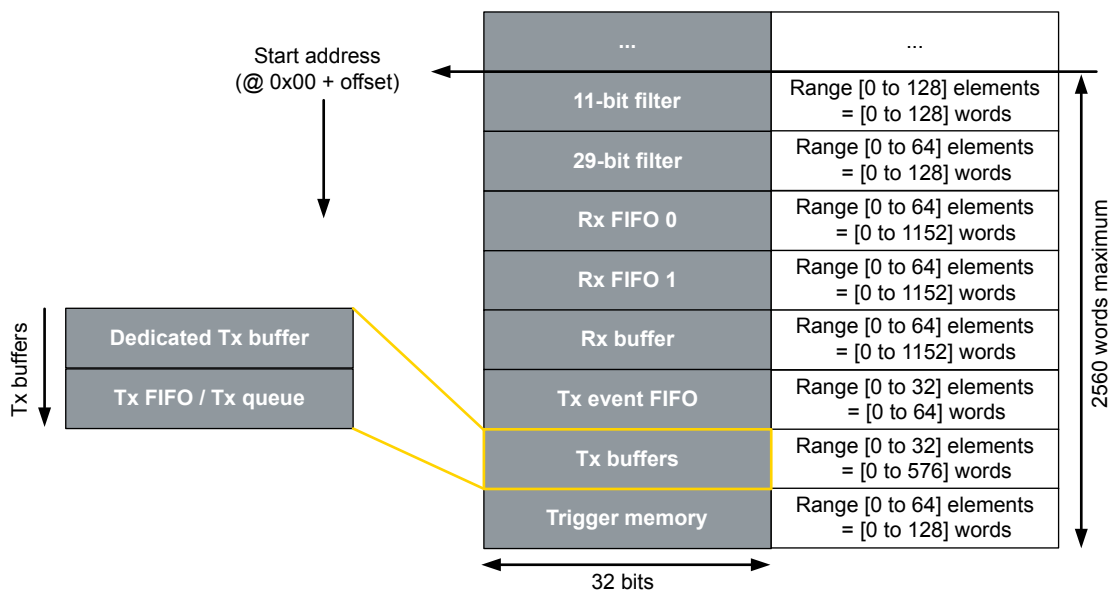 ...
...
Start address
(@ 0x00 + offset)
11-bit filter
Range [0 to 128] elements
= [0 to 128] words
29-bit filter
Range [0 to 64] elements
= [0 to 128] words
Rx FIFO 0
Range [0 to 64] elements
= [0 to 1152] words
Rx FIFO 1
Range [0 to 64] elements
= [0 to 1152] words
Rx buffer
Range [0 to 64] elements
= [0 to 1152] words
Tx event FIFO
Range [0 to 32] elements
= [0 to 64] words
Tx buffers
Range [0 to 32] elements
= [0 to 576] words
Trigger memory
Range [0 to 64] elements
= [0 to 128] words
2560 words maximum
32 bits
Tx buffers
Dedicated Tx buffer
Tx FIFO / Tx queue